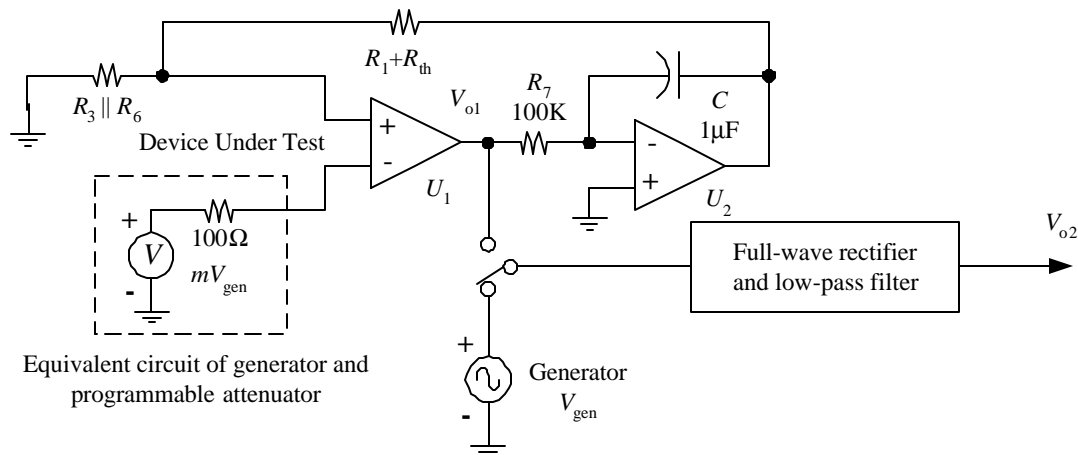 R1+Rth
R3 || R6
Vo1
R7
100K
C
1µF
Device Under Test
+
-
U1
-
+
U2
+
V
-
100Ω
mVgen
Vo2
Full-wave rectifier
and low-pass filter
Equivalent circuit of generator and
programmable attenuator
+
-
Generator
Vgen